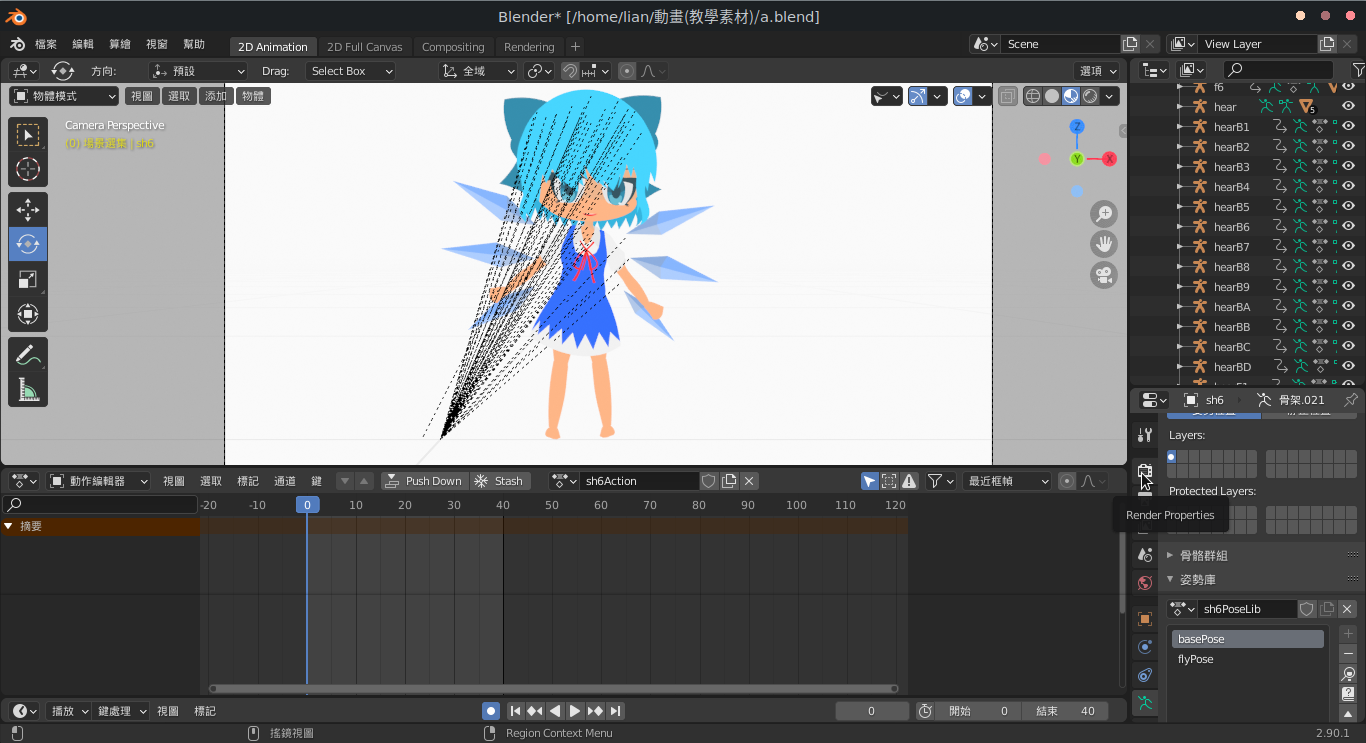 Blender* [/home/lian/動畫(教學素材)/a.blend]
檔案 編輯 算繪 視窗 幫助 2D Animation 2D Full Canvas Compositing Rendering + Scene View Layer
方向: 預設 Drag: Select Box 全域 選項
物體模式 視圖 選取 添加 物體
Camera Perspective
(0) 場景選集 | sh6
Z
Y
X
f6
hear 5
hearB1
hearB2
hearB3
hearB4
hearB5
hearB6
hearB7
hearB8
hearB9
hearBA
hearBB
hearBC
hearBD
sh6 骨架.021
Layers:
Protected Layers:
Render Properties
骨骼群組
姿勢庫
sh6PoseLib
basePose
flyPose
動作編輯器 視圖 選取 標記 通道 鍵 Push Down Stash sh6Action 最近框幀
-20 -10 0 10 20 30 40 50 60 70 80 90 100 110 120
摘要
播放 鍵處理 視圖 標記 0 開始 0 結束 40
搖鏡視圖 Region Context Menu 2.90.1